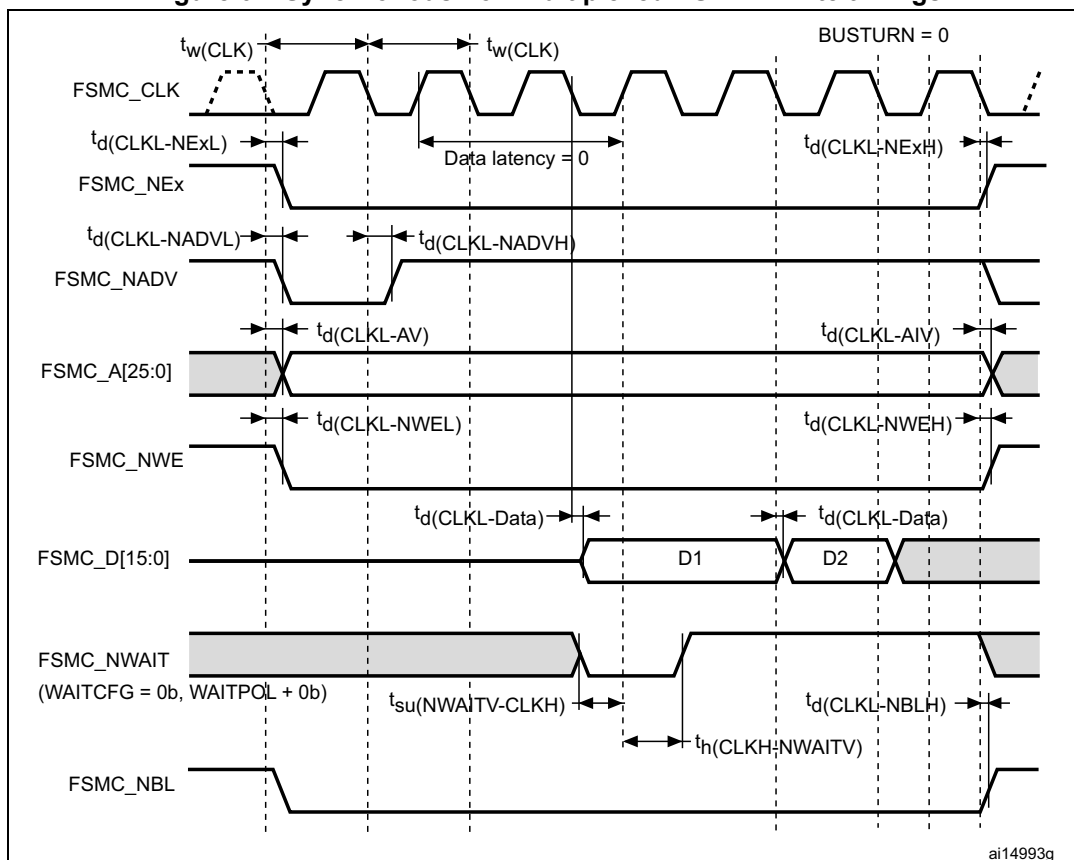 BUSTURN = 0
tw(CLK) tw(CLK)
FSMC_CLK
td(CLKL-NExL) Data latency = 0 td(CLKL-NExH)
FSMC_NEx
td(CLKL-NADVL) td(CLKL-NADVH)
FSMC_NADV
td(CLKL-AV) td(CLKL-AIV)
FSMC_A[25:0]
td(CLKL-NWEL) td(CLKL-NWEH)
FSMC_NWE
td(CLKL-Data) td(CLKL-Data)
FSMC_D[15:0] D1 D2
FSMC_NWAIT
(WAITCFG = 0b, WAITPOL + 0b)
tsu(NWAITV-CLKH) td(CLKL-NBLH)
th(CLKH-NWAITV)
FSMC_NBL
ai14993g